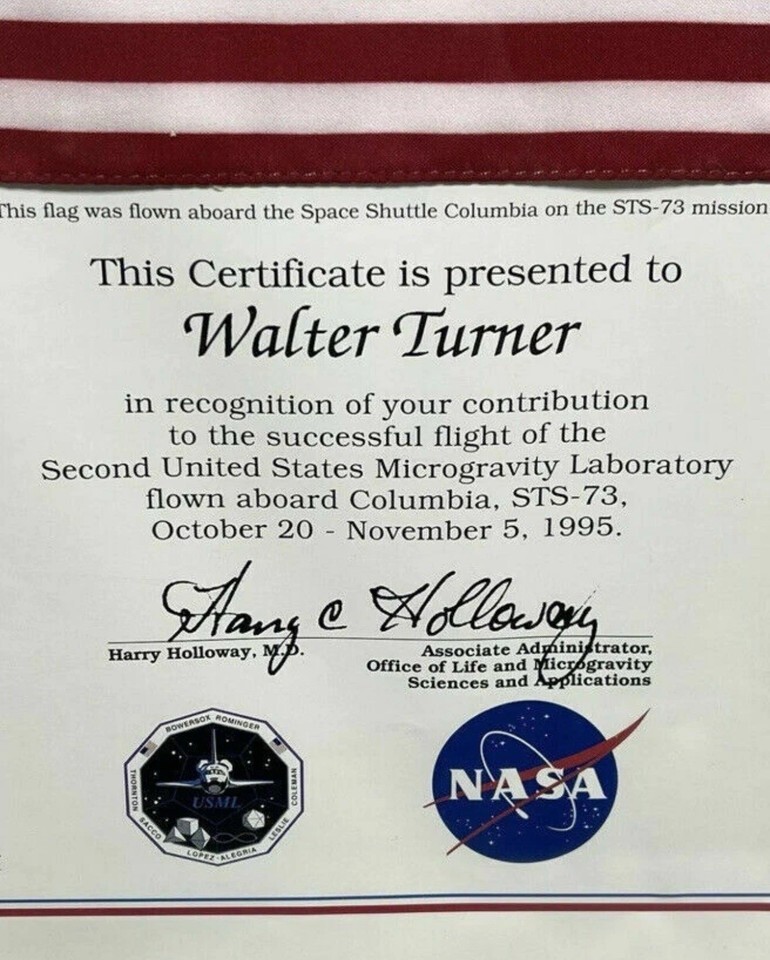 This flag was flown aboard the Space Shuttle Columbia on the STS-73 mission
This Certificate is presented to
Walter Turner
in recognition of your contribution
to the successful flight of the
Second United States Microgravity Laboratory
flown aboard Columbia, STS-73,
October 20 - November 5, 1995.
Harry C Holloway
Harry Holloway, M.D.
Associate Administrator,
Office of Life and Microgravity
Sciences and Applications
BOWERSOX ROMINGER
THORNTON
COLEMAN
USML
SACCO
LESLIE
LOPEZ-ALEGRIA
NASA